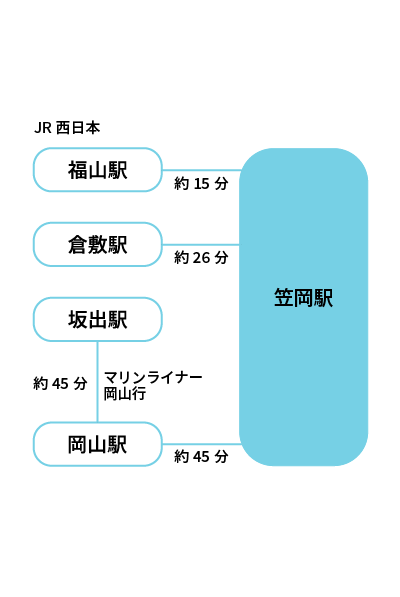 JR 西日本
福山駅
約 15 分
倉敷駅
約 26 分
笠岡駅
坂出駅
約 45 分
マリンライナー
岡山行
岡山駅
約 45 分